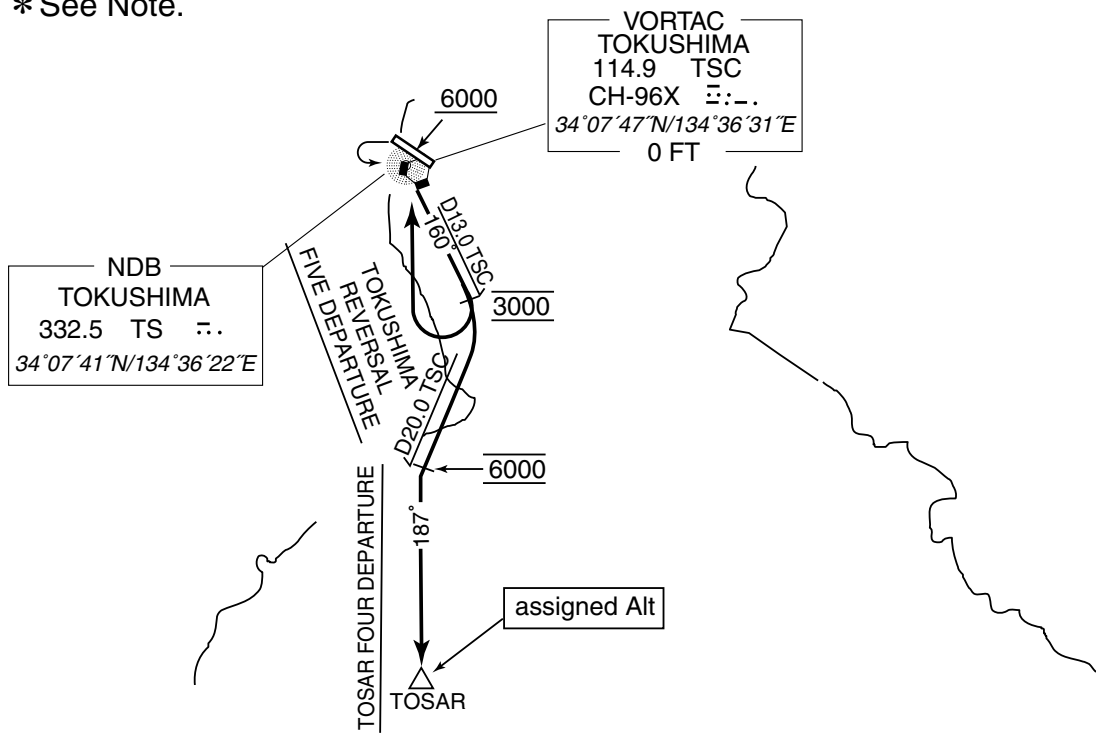 *See Note.
VORTAC
TOKUSHIMA
114.9 TSC
CH-96X
34°07´47˝N/134°36´31˝E
0 FT
6000
NDB
TOKUSHIMA
332.5 TS
34°07´41˝N/134°36´22˝E
D13.0 TSC
160°
3000
TOKUSHIMA
REVERSAL
FIVE DEPARTURE
D20.0 TSC
6000
187°
TOSAR FOUR DEPARTURE
assigned Alt
TOSAR